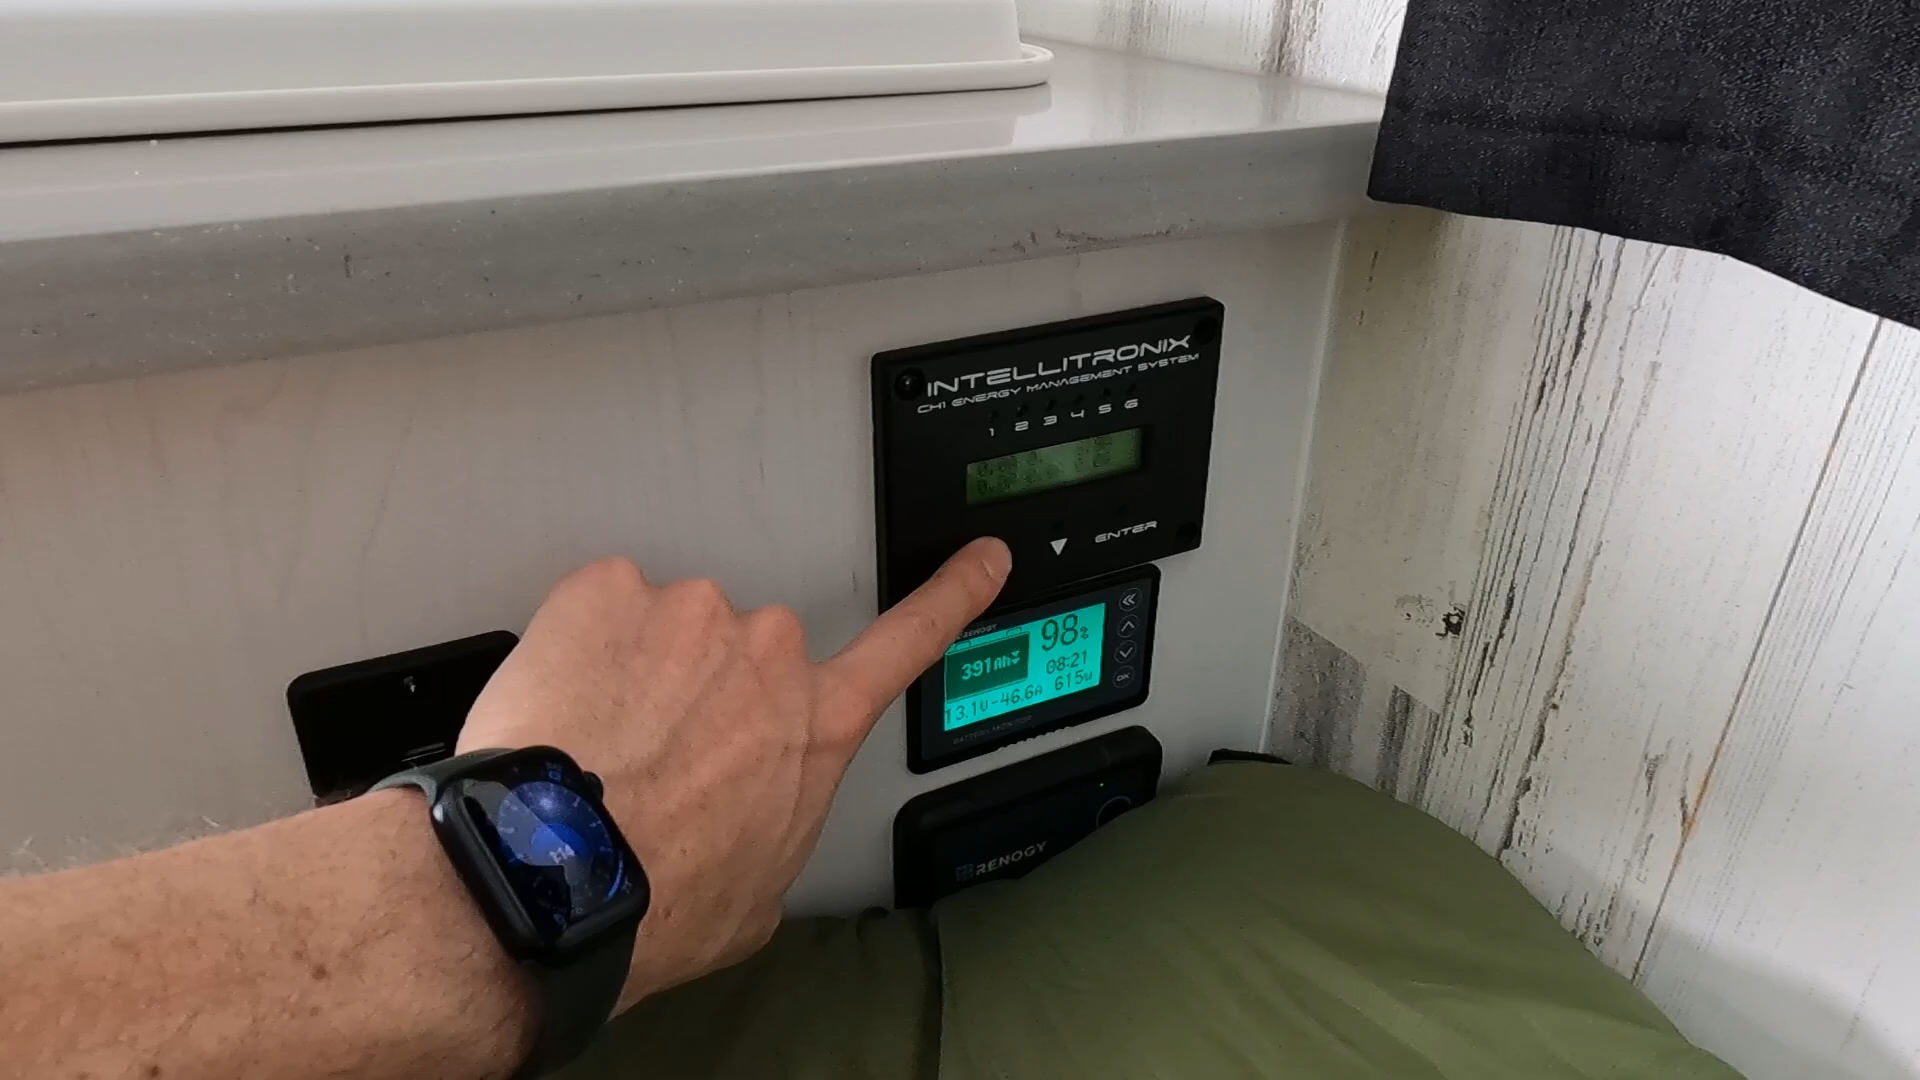 INTELLITRONIX
CH1 ENERGY MANAGEMENT SYSTEM
1 2 3 4 5 6
ENTER
RENOGY
98%
391Ah
08:21
13.1V -46.6A 615W
OK
BATTERY MONITOR
RENOGY